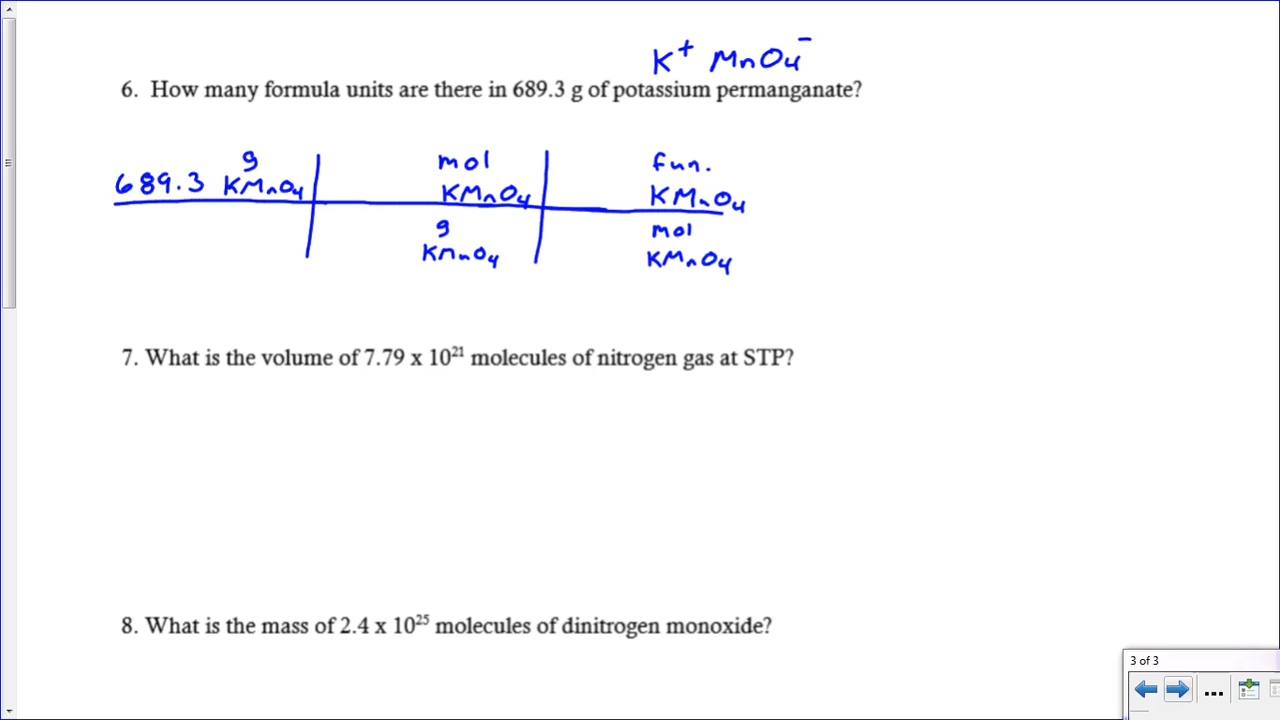 K⁺ MnO₄⁻
6. How many formula units are there in 689.3 g of potassium permanganate?
g mol fun.
689.3 KMnO₄ KMnO₄ KMnO₄
g mol
KMnO₄ KMnO₄
7. What is the volume of 7.79 x 10²¹ molecules of nitrogen gas at STP?
8. What is the mass of 2.4 x 10²⁵ molecules of dinitrogen monoxide?
3 of 3